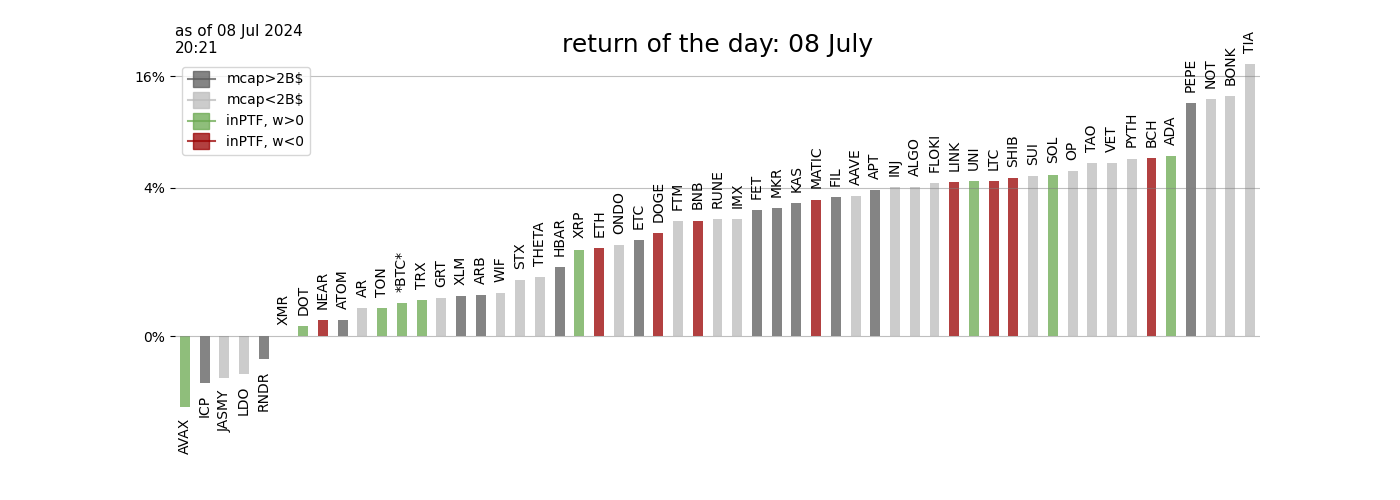 as of 08 Jul 2024
20:21
return of the day: 08 July
mcap>2B$
mcap<2B$
inPTF, w>0
inPTF, w<0
16%
4%
0%
AVAX
ICP
JASMY
LDO
RNDR
XMR
DOT
NEAR
ATOM
AR
TON
*BTC*
TRX
GRT
XLM
ARB
WIF
STX
THETA
HBAR
XRP
ETH
ONDO
ETC
DOGE
FTM
BNB
RUNE
IMX
FET
MKR
KAS
MATIC
FIL
AAVE
APT
INJ
ALGO
FLOKI
LINK
UNI
LTC
SHIB
SUI
SOL
OP
TAO
VET
PYTH
BCH
ADA
PEPE
NOT
BONK
TIA